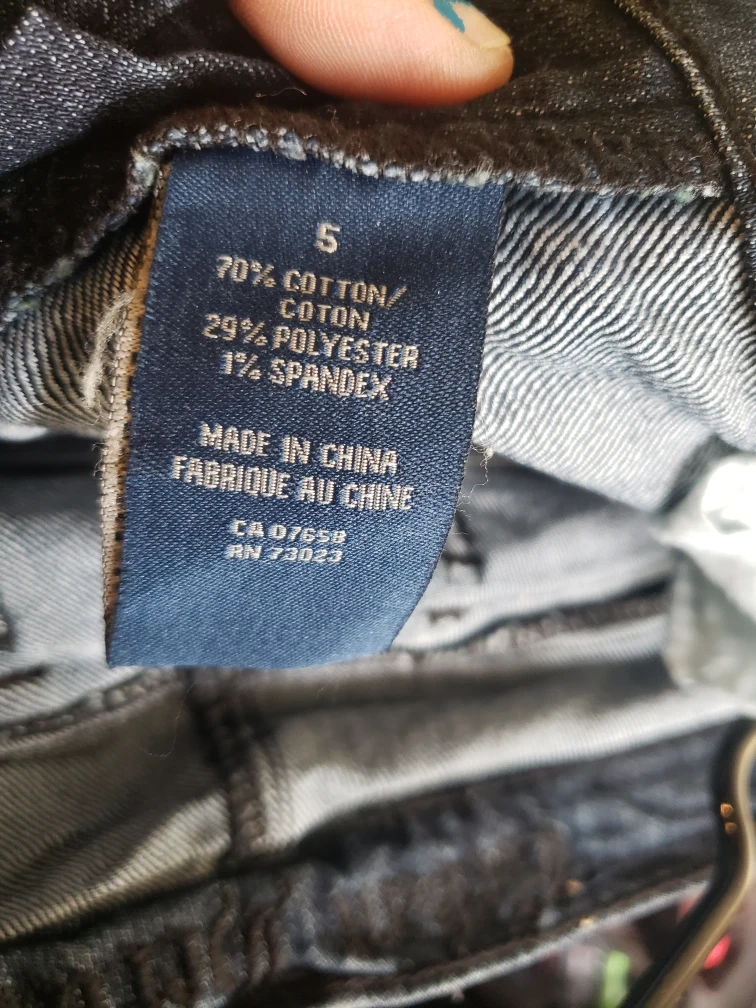 5
70% COTTON/
COTON
29% POLYESTER
1% SPANDEX
MADE IN CHINA
FABRIQUE AU CHINE
CA 07658
RN 73023